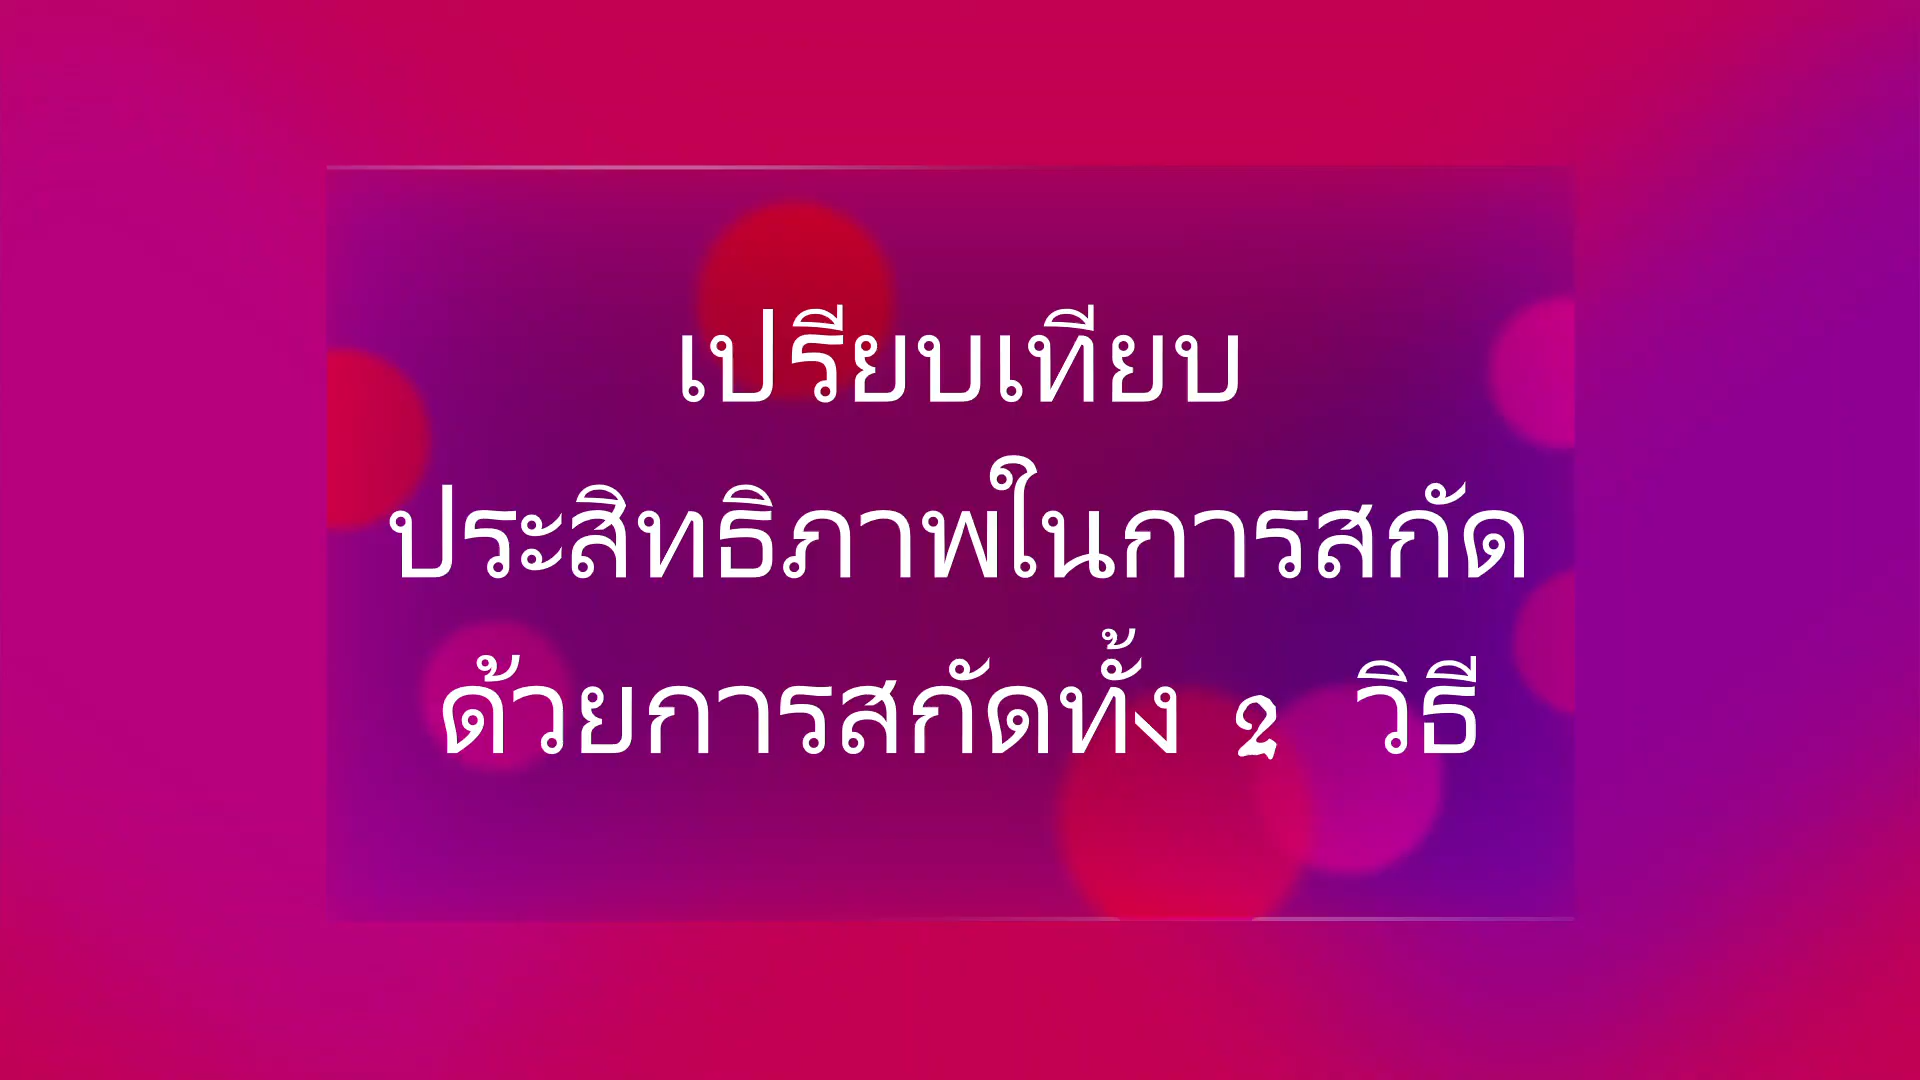 เปรียบเทียบ
ประสิทธิภาพในการสกัด
ด้วยการสกัดทั้ง 2 วิธี